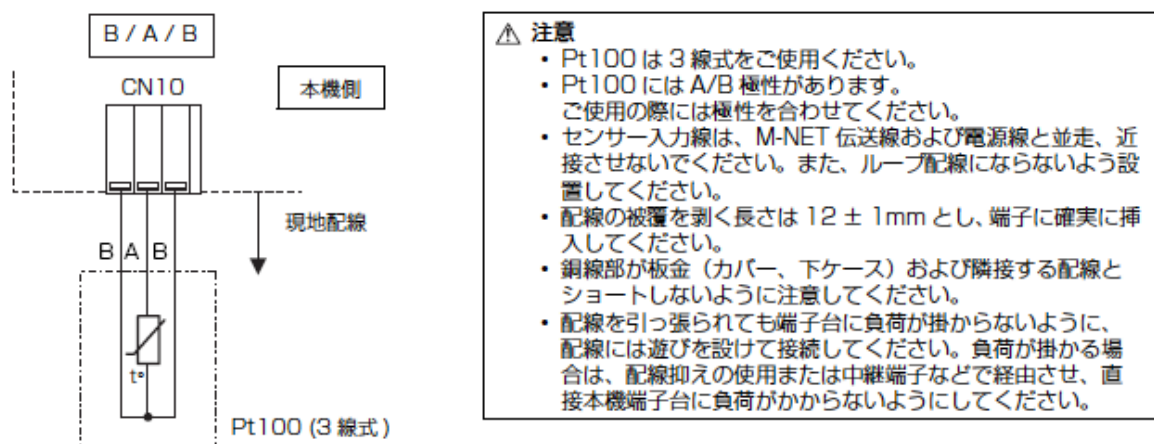 B / A / B
CN10
本機側
現地配線
B A B
t°
Pt100 (3 線式 )
注意
• Pt100 は 3 線式をご使用ください。
• Pt100 には A/B 極性があります。
ご使用の際には極性を合わせてください。
• センサー入力線は、M-NET 伝送線および電源線と並走、近
接させないでください。また、ループ配線にならないよう設
置してください。
• 配線の被覆を剥く長さは 12 ± 1mm とし、端子に確実に挿
入してください。
• 銅線部が板金（カバー、下ケース）および隣接する配線と
ショートしないように注意してください。
• 配線を引っ張られても端子台に負荷が掛からないように、
配線には遊びを設けて接続してください。負荷が掛かる場
合は、配線抑えの使用または中継端子などで経由させ、直
接本機端子台に負荷がかからないようにしてください。